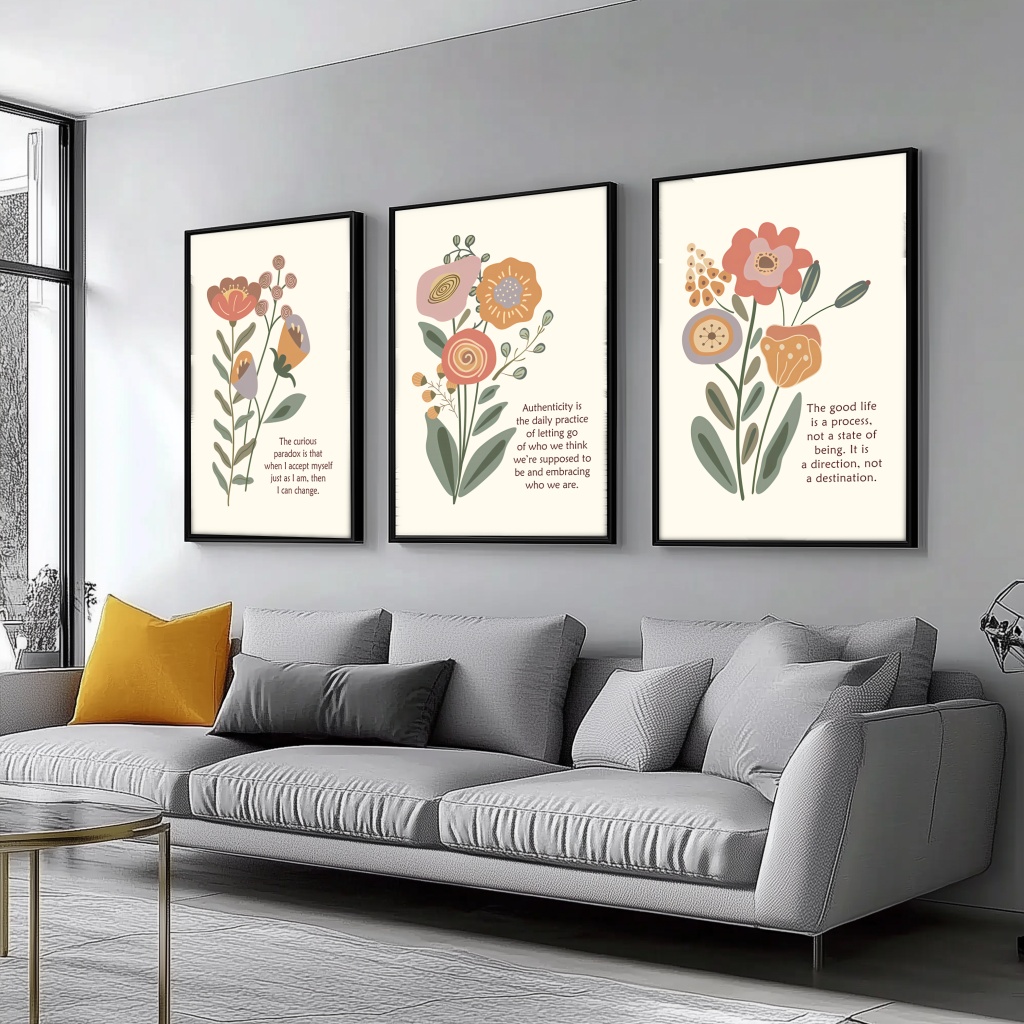 The curious
paradox is that
when I accept myself
just as I am, then
I can change.
Authenticity is
the daily practice
of letting go
of who we think
we're supposed to
be and embracing
who we are.
The good life
is a process,
not a state of
being. It is
a direction, not
a destination.